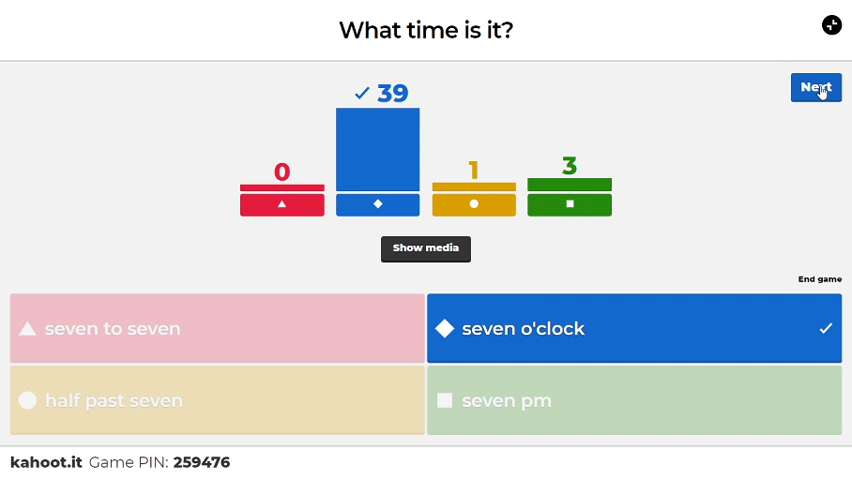 What time is it?
39
Next
0
1
3
Show media
End game
seven to seven
seven o'clock
half past seven
seven pm
kahoot.it Game PIN: 259476